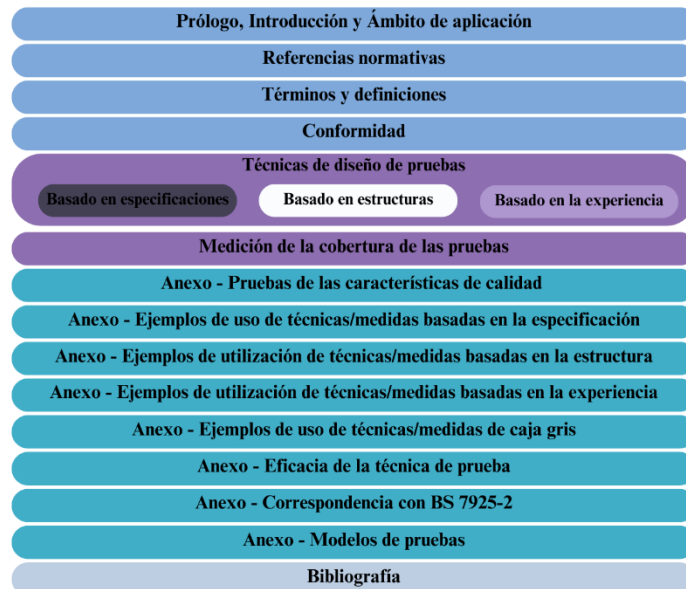 Prólogo, Introducción y Ámbito de aplicación
Referencias normativas
Términos y definiciones
Conformidad
Técnicas de diseño de pruebas
Basado en especificaciones
Basado en estructuras
Basado en la experiencia
Medición de la cobertura de las pruebas
Anexo - Pruebas de las características de calidad
Anexo - Ejemplos de uso de técnicas/medidas basadas en la especificación
Anexo - Ejemplos de utilización de técnicas/medidas basadas en la estructura
Anexo - Ejemplos de utilización de técnicas/medidas basadas en la experiencia
Anexo - Ejemplos de uso de técnicas/medidas de caja gris
Anexo - Eficacia de la técnica de prueba
Anexo - Correspondencia con BS 7925-2
Anexo - Modelos de pruebas
Bibliografía